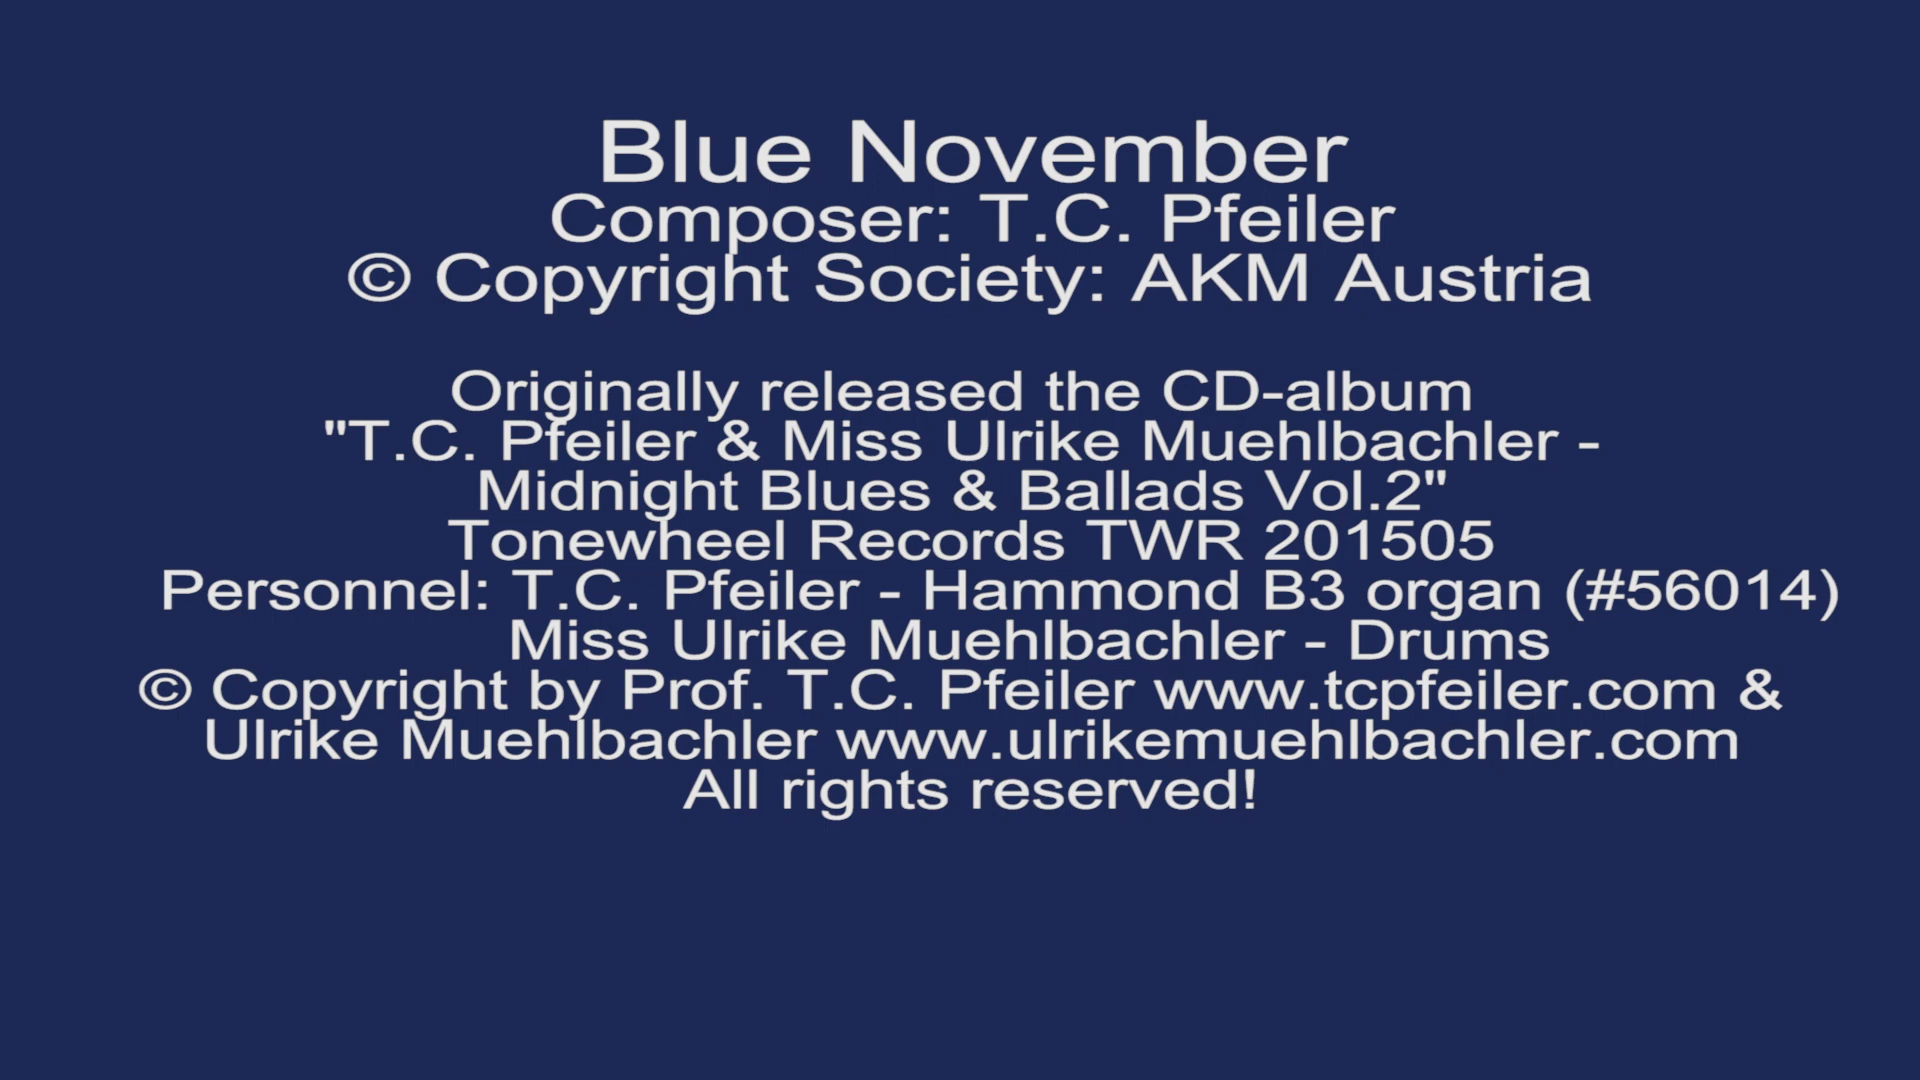 Blue November
Composer: T.C. Pfeiler
© Copyright Society: AKM Austria
Originally released the CD-album
"T.C. Pfeiler & Miss Ulrike Muehlbachler -
Midnight Blues & Ballads Vol.2"
Tonewheel Records TWR 201505
Personnel: T.C. Pfeiler - Hammond B3 organ (#56014)
Miss Ulrike Muehlbachler - Drums
© Copyright by Prof. T.C. Pfeiler www.tcpfeiler.com &
Ulrike Muehlbachler www.ulrikemuehlbachler.com
All rights reserved!